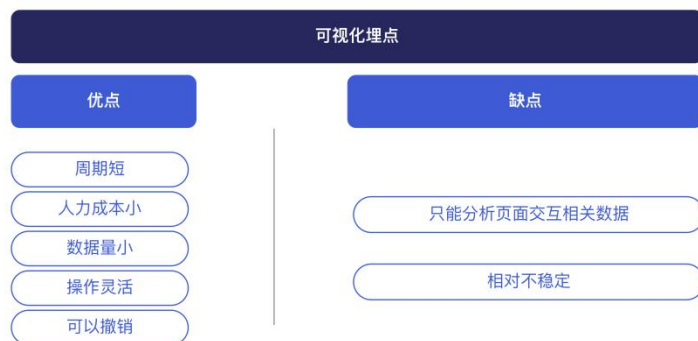 可视化埋点
优点
缺点
周期短
人力成本小
数据量小
操作灵活
可以撤销
只能分析页面交互相关数据
相对不稳定